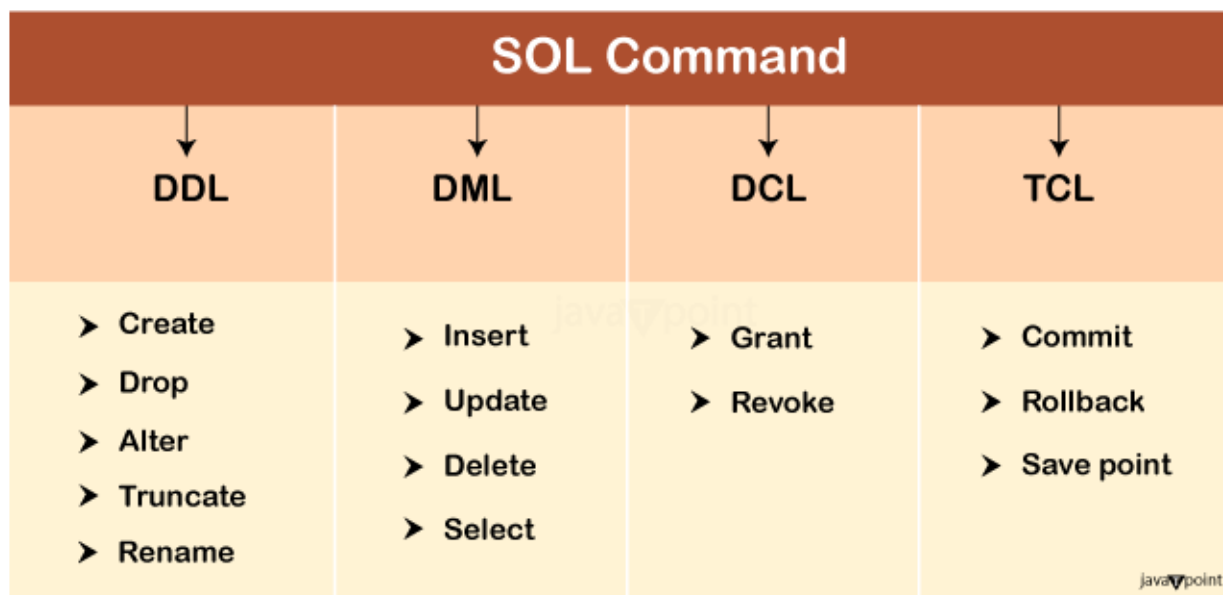 SOL Command
DDL
DML
DCL
TCL
Create
Drop
Alter
Truncate
Rename
Insert
Update
Delete
Select
Grant
Revoke
Commit
Rollback
Save point
javaTpoint
javaTpoint